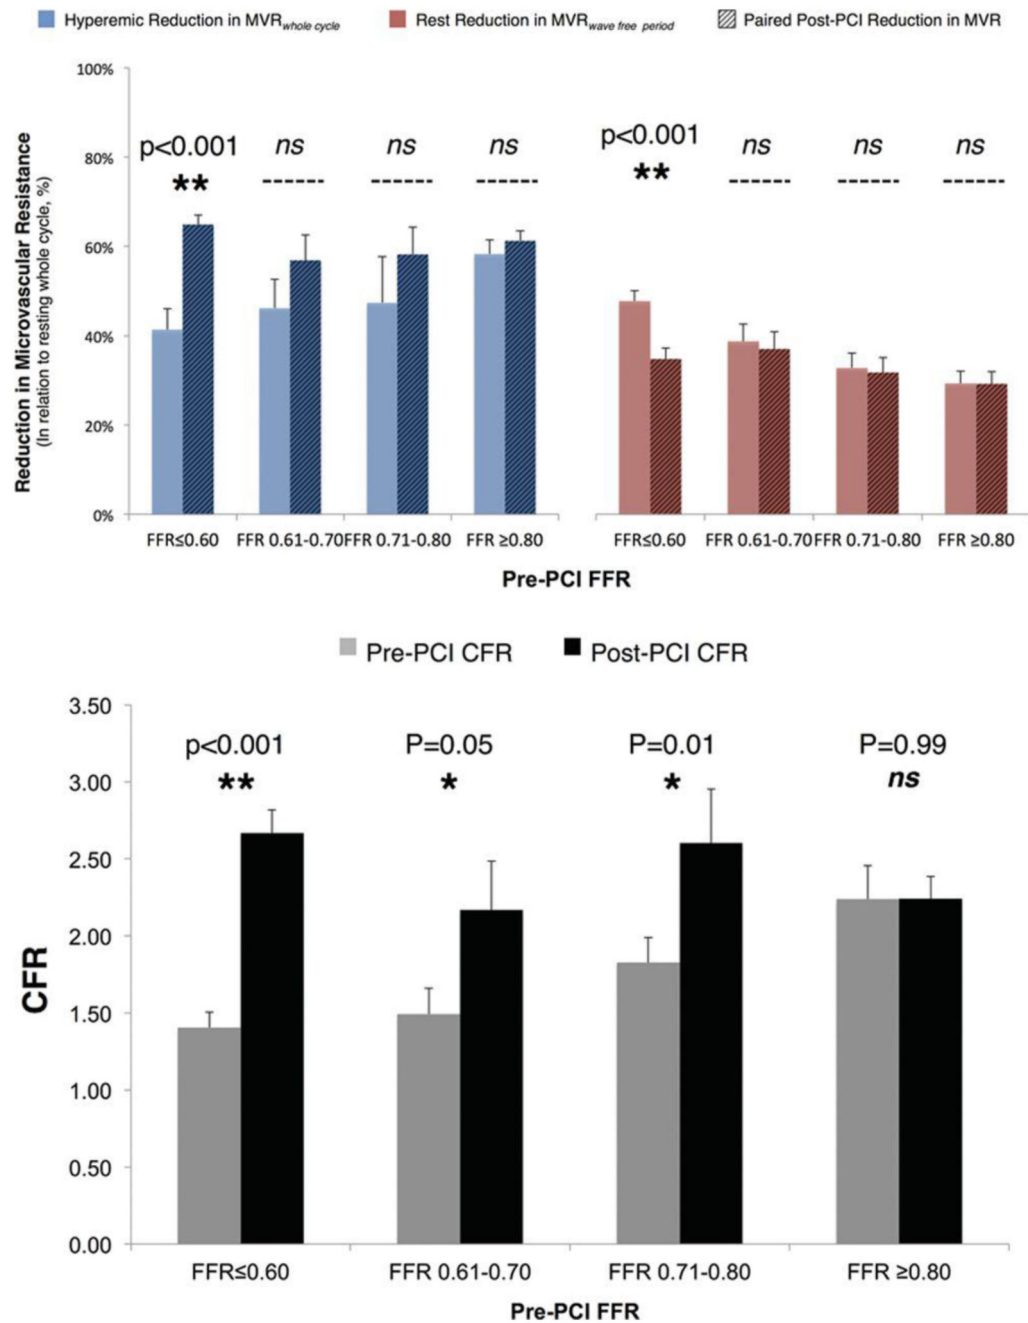 Hyperemic Reduction in MVR whole cycle Rest Reduction in MVR wave free period Paired Post-PCI Reduction in MVR
Reduction in Microvascular Resistance
(In relation to resting whole cycle, %)
100%
80%
60%
40%
20%
0%
p<0.001 ns ns ns p<0.001 ns ns ns
** ------ ------ ------ ** ------ ------ ------
FFR≤0.60 FFR 0.61-0.70 FFR 0.71-0.80 FFR ≥0.80 FFR≤0.60 FFR 0.61-0.70 FFR 0.71-0.80 FFR ≥0.80
Pre-PCI FFR
Pre-PCI CFR Post-PCI CFR
CFR
3.50
3.00
2.50
2.00
1.50
1.00
0.50
0.00
p<0.001 P=0.05 P=0.01 P=0.99
** * * ns
FFR≤0.60 FFR 0.61-0.70 FFR 0.71-0.80 FFR ≥0.80
Pre-PCI FFR